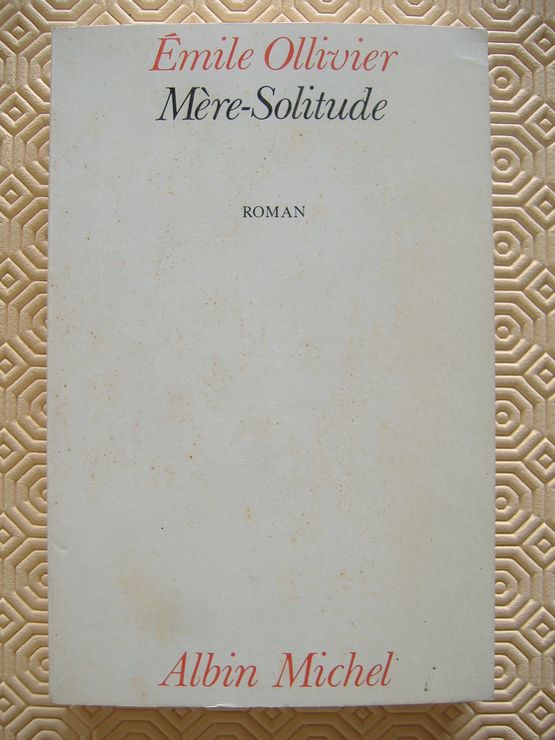 Émile Ollivier
Mère-Solitude
ROMAN
Albin Michel